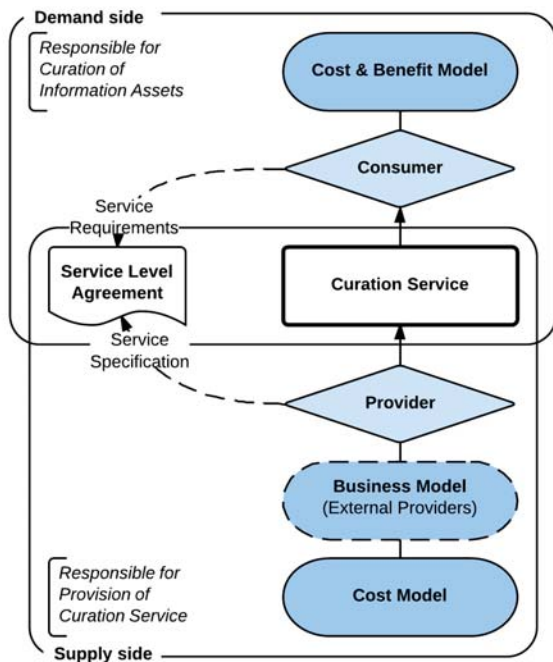 Demand side
Responsible for
Curation of
Information Assets
Cost & Benefit Model
Consumer
Service
Requirements
Service Level
Agreement
Curation Service
Service
Specification
Provider
Business Model
(External Providers)
Responsible for
Provision of
Curation Service
Cost Model
Supply side